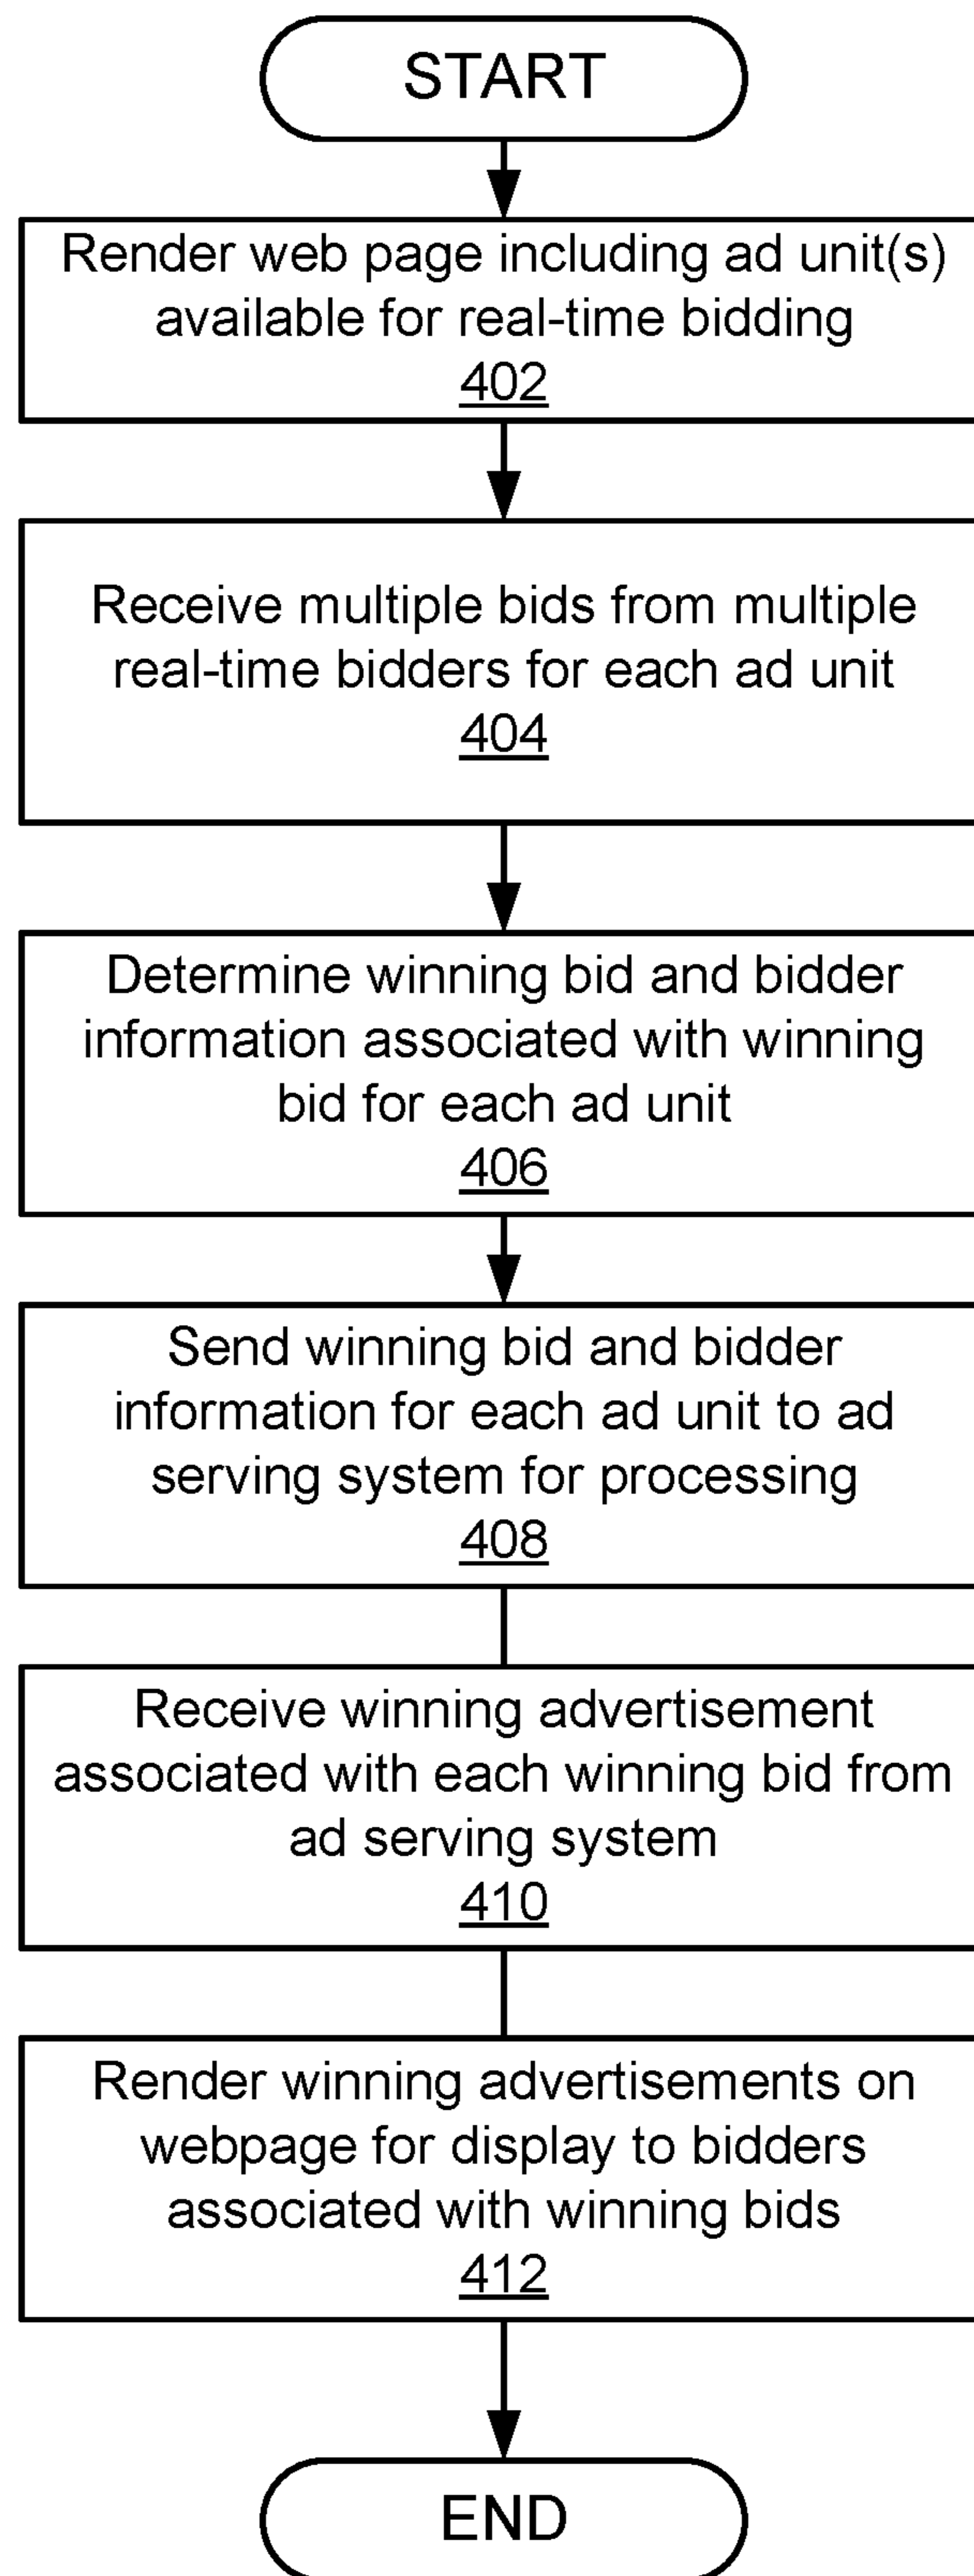 START
Render web page including ad unit(s)
available for real-time bidding
402
Receive multiple bids from multiple
real-time bidders for each ad unit
404
Determine winning bid and bidder
information associated with winning
bid for each ad unit
406
Send winning bid and bidder
information for each ad unit to ad
serving system for processing
408
Receive winning advertisement
associated with each winning bid from
ad serving system
410
Render winning advertisements on
webpage for display to bidders
associated with winning bids
412
END